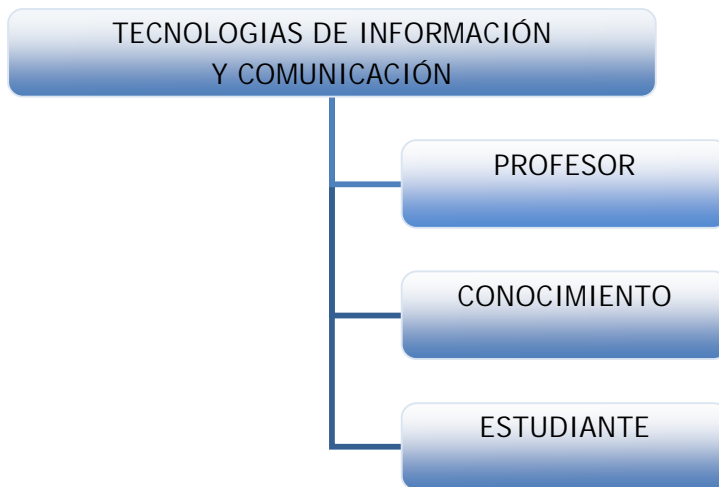 TECNOLOGIAS DE INFORMACIÓN
Y COMUNICACIÓN
PROFESOR
CONOCIMIENTO
ESTUDIANTE